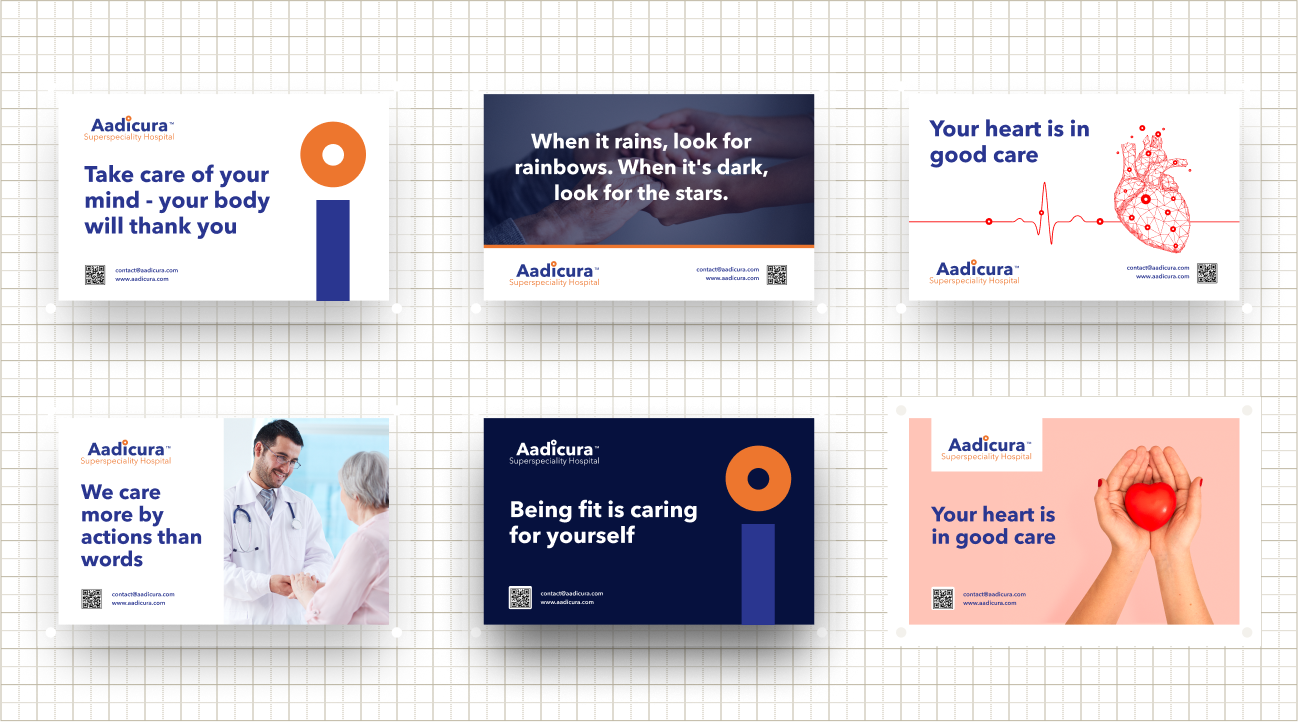 Aadicura™
Superspeciality Hospital
Take care of your
mind - your body
will thank you
contact@aadicura.com
www.aadicura.com
When it rains, look for
rainbows. When it's dark,
look for the stars.
Aadicura™
Superspeciality Hospital
contact@aadicura.com
www.aadicura.com
Your heart is in
good care
Aadicura™
Superspeciality Hospital
contact@aadicura.com
www.aadicura.com
Aadicura™
Superspeciality Hospital
We care
more by
actions than
words
contact@aadicura.com
www.aadicura.com
Aadicura™
Superspeciality Hospital
Being fit is caring
for yourself
contact@aadicura.com
www.aadicura.com
Aadicura™
Superspeciality Hospital
Your heart is
in good care
contact@aadicura.com
www.aadicura.com